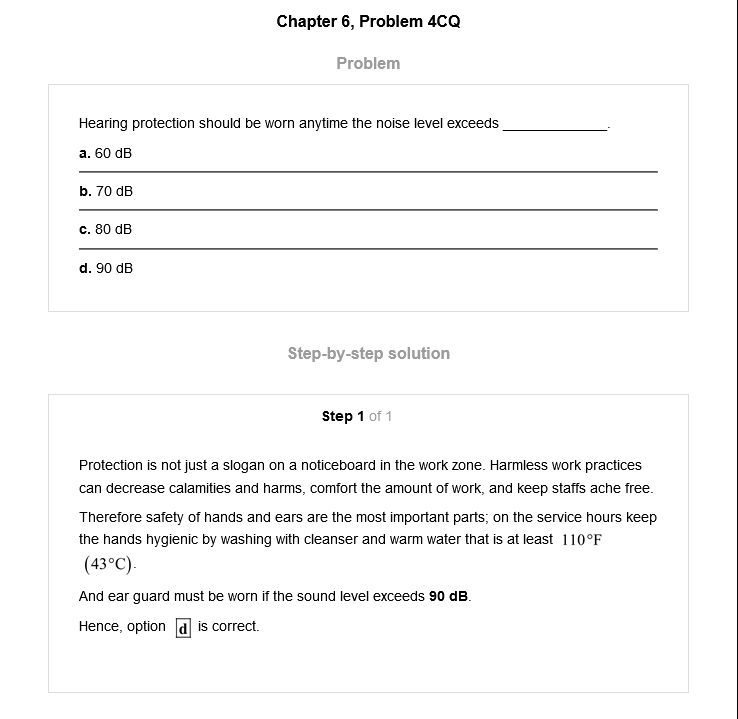 Chapter 6, Problem 4CQ
Problem
Hearing protection should be worn anytime the noise level exceeds ______________.
a. 60 dB
b. 70 dB
c. 80 dB
d. 90 dB
Step-by-step solution
Step 1 of 1
Protection is not just a slogan on a noticeboard in the work zone. Harmless work practices
can decrease calamities and harms, comfort the amount of work, and keep staffs ache free.
Therefore safety of hands and ears are the most important parts; on the service hours keep
the hands hygienic by washing with cleanser and warm water that is at least 110°F
(43°C).
And ear guard must be worn if the sound level exceeds 90 dB.
Hence, option d is correct.